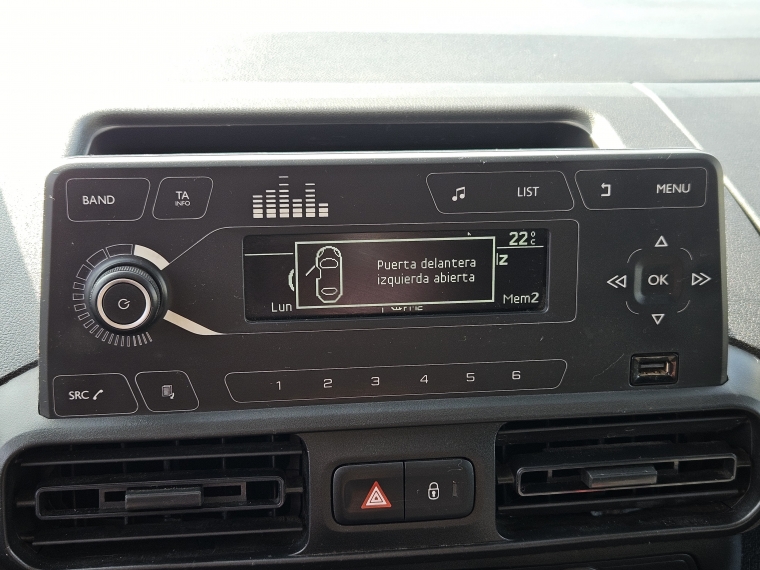 BAND
TA
INFO
LIST
MENU
22°C
Puerta delantera
izquierda abierta
Lun
Mem2
OK
SRC
1 2 3 4 5 6